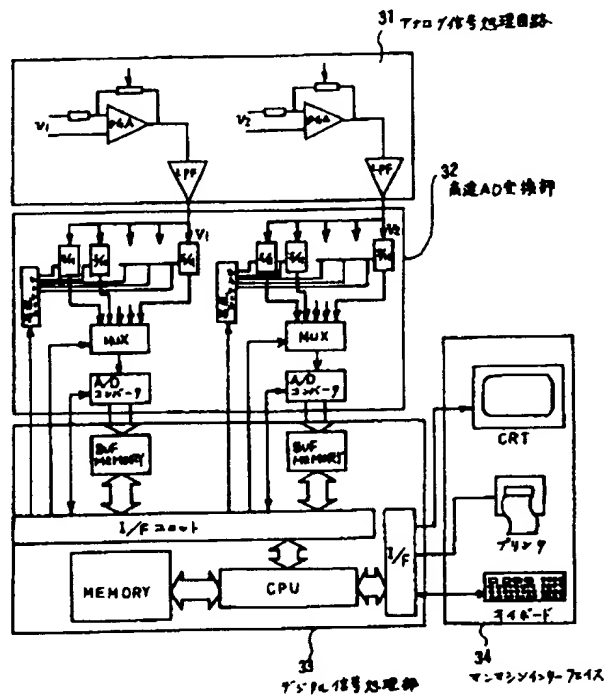 31 アナログ信号処理回路
PGA
PGA
v1
v2
LPF
LPF
32
高速AD変換部
V1
V2
S/H
S/H
S/H
S/H
S/H
MUX
MUX
A/D
コンバータ
A/D
コンバータ
BUF
MEMORY
BUF
MEMORY
I/Fユニット
I/F
MEMORY
CPU
CRT
プリンタ
キイボード
33
デジタル信号処理部
34
マンマシンインターフェイス